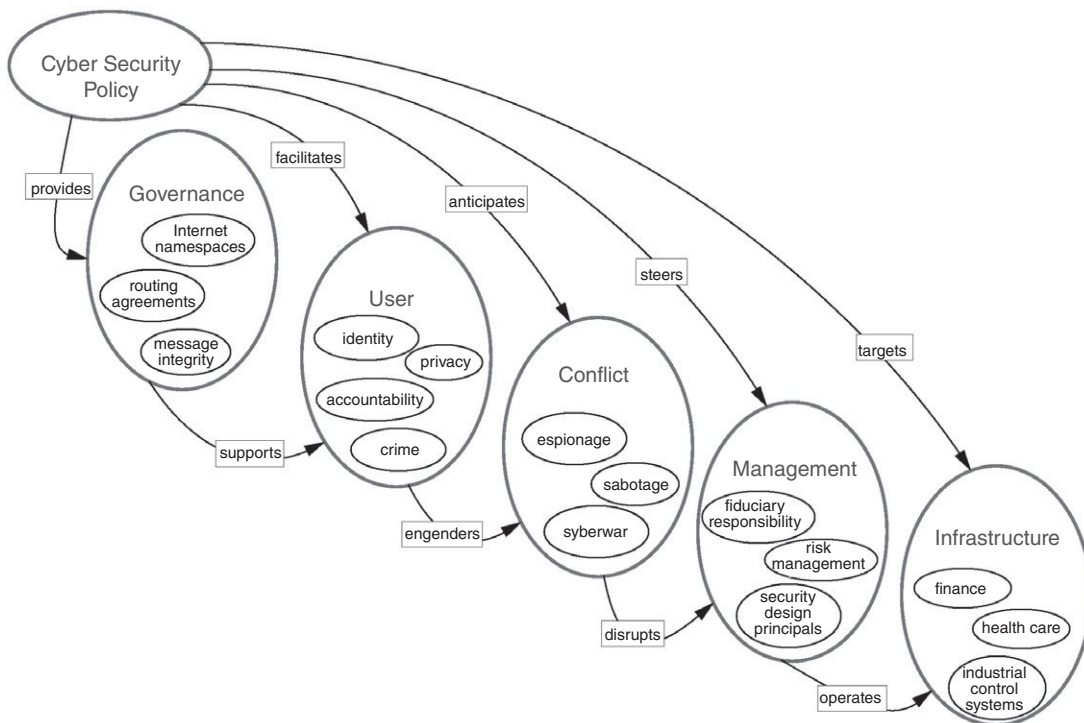 Cyber Security
Policy
provides
facilitates
anticipates
steers
targets
Governance
Internet
namespaces
routing
agreements
message
integrity
supports
User
identity
privacy
accountability
crime
engenders
Conflict
espionage
sabotage
syberwar
disrupts
Management
fiduciary
responsibility
risk
management
security
design
principals
operates
Infrastructure
finance
health care
industrial
control
systems